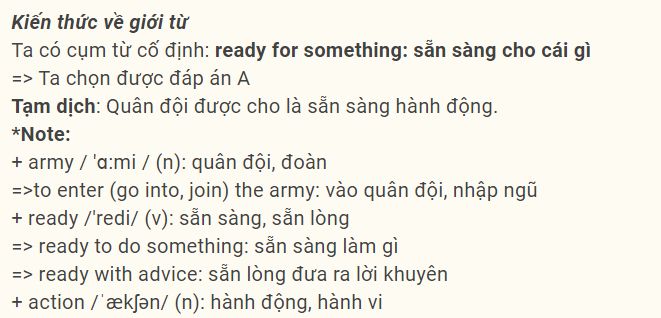 Kiến thức về giới từ
Ta có cụm từ cố định: ready for something: sẵn sàng cho cái gì
=> Ta chọn được đáp án A
Tạm dịch: Quân đội được cho là sẵn sàng hành động.
*Note:
+ army / 'ɑ:mi / (n): quân đội, đoàn
=>to enter (go into, join) the army: vào quân đội, nhập ngũ
+ ready /'redi/ (v): sẵn sàng, sẵn lòng
=> ready to do something: sẵn sàng làm gì
=> ready with advice: sẵn lòng đưa ra lời khuyên
+ action /ˈækʃən/ (n): hành động, hành vi